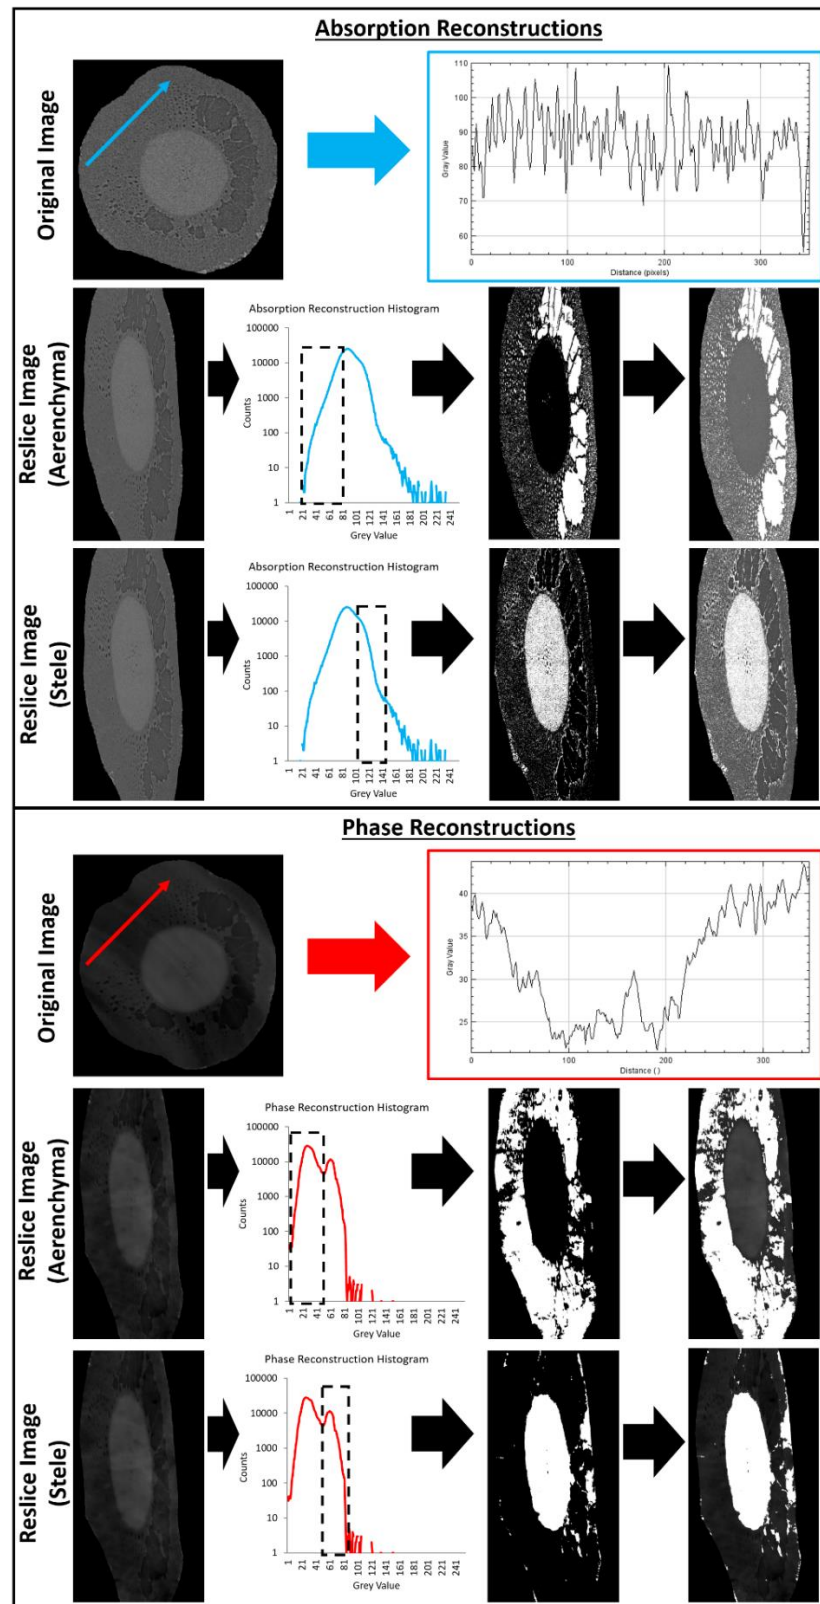 Absorption Reconstructions
Original Image
110
100
90
80
70
60
Gray Value
0
100
200
300
Distance (pixels)
Reslice Image
(Aerenchyma)
Absorption Reconstruction Histogram
100000
10000
1000
100
10
1
Counts
1 21 41 61 81 101 121 141 161 181 201 221 241
Grey Value
Reslice Image
(Stele)
Absorption Reconstruction Histogram
100000
10000
1000
100
10
1
Counts
1 21 41 61 81 101 121 141 161 181 201 221 241
Grey Value
Phase Reconstructions
Original Image
40
35
30
25
Gray Value
0
100
200
300
Distance ( )
Reslice Image
(Aerenchyma)
Phase Reconstruction Histogram
100000
10000
1000
100
10
1
Counts
1 21 41 61 81 101 121 141 161 181 201 221 241
Grey Value
Reslice Image
(Stele)
Phase Reconstruction Histogram
100000
10000
1000
100
10
1
Counts
1 21 41 61 81 101 121 141 161 181 201 221 241
Grey Value